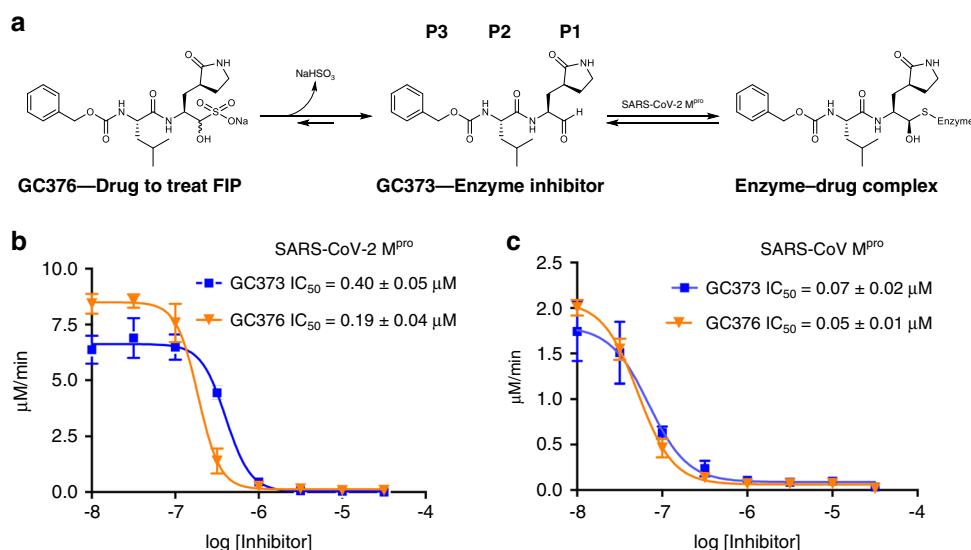 a
P3 P2 P1
NaHSO₃
SARS-CoV-2 Mᵖʳᵒ
O NH O S O O Na OH N H O O H N O
O NH O N H O O H N O O
O NH O N H O O H N O S Enzyme OH
GC376—Drug to treat FIP
GC373—Enzyme inhibitor
Enzyme–drug complex
b
SARS-CoV-2 Mᵖʳᵒ
GC373 IC₅₀ = 0.40 ± 0.05 μM
GC376 IC₅₀ = 0.19 ± 0.04 μM
μM/min
10.0
7.5
5.0
2.5
0.0
-8 -7 -6 -5 -4
log [Inhibitor]
c
SARS-CoV Mᵖʳᵒ
GC373 IC₅₀ = 0.07 ± 0.02 μM
GC376 IC₅₀ = 0.05 ± 0.01 μM
μM/min
2.5
2.0
1.5
1.0
0.5
0.0
-8 -7 -6 -5 -4
log [Inhibitor]